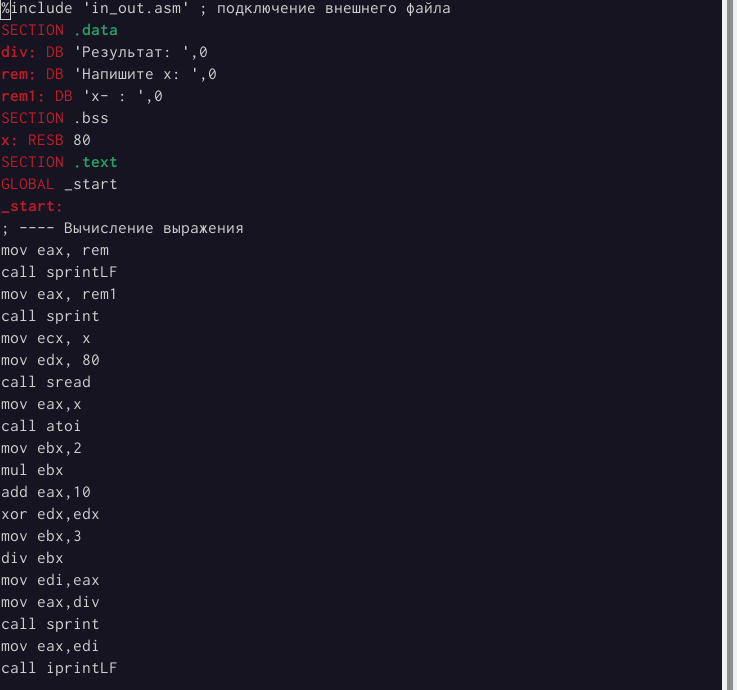 %include 'in_out.asm' ; подключение внешнего файла
SECTION .data
div: DB 'Результат: ',0
rem: DB 'Напишите x: ',0
rem1: DB 'x- : ',0
SECTION .bss
x: RESB 80
SECTION .text
GLOBAL _start
_start:
; ---- Вычисление выражения
mov eax, rem
call sprintLF
mov eax, rem1
call sprint
mov ecx, x
mov edx, 80
call sread
mov eax,x
call atoi
mov ebx,2
mul ebx
add eax,10
xor edx,edx
mov ebx,3
div ebx
mov edi,eax
mov eax,div
call sprint
mov eax,edi
call iprintLF